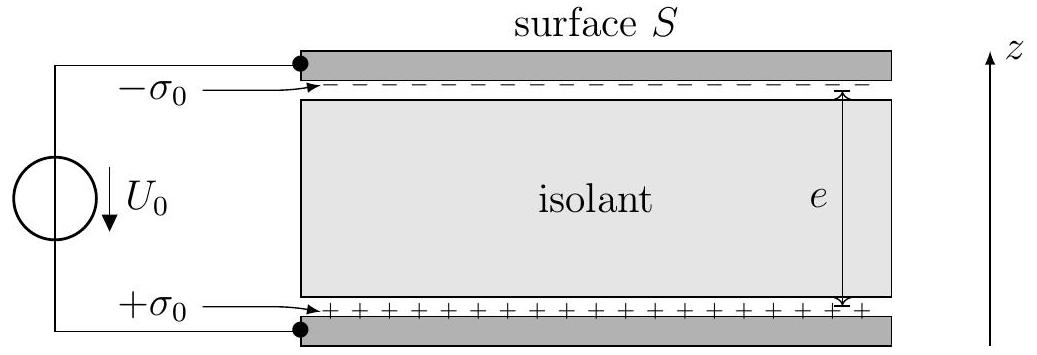 surface S
z
−σ₀
− − − − − − − − − − − − − − − − − − −
U₀
isolant
e
+σ₀
+ + + + + + + + + + + + + + + + + + +